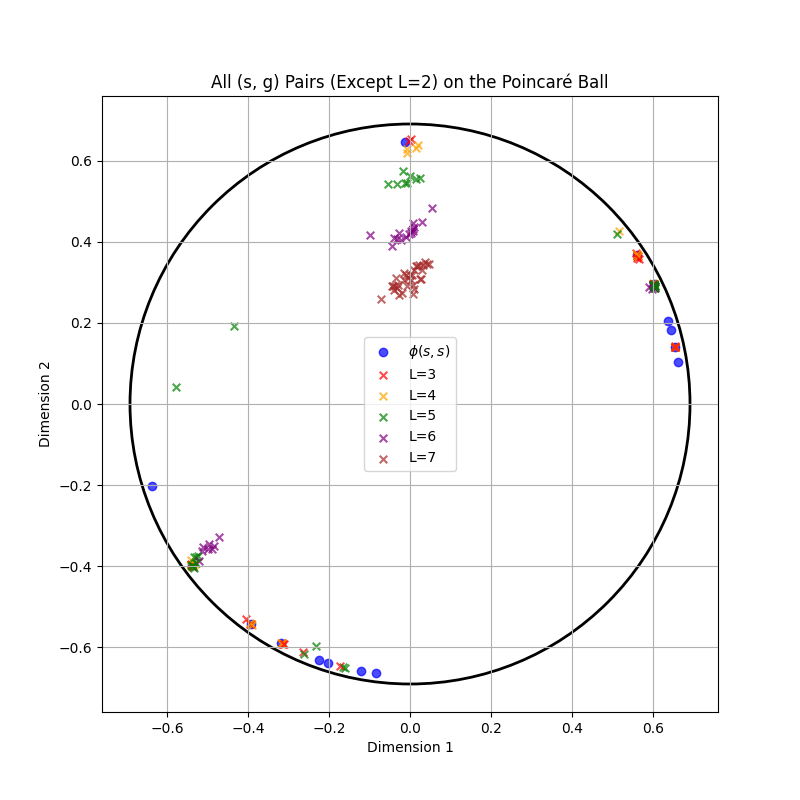 All (s, g) Pairs (Except L=2) on the Poincaré Ball
0.6
0.4
0.2
0.0
−0.2
−0.4
−0.6
Dimension 2
ϕ(s, s)
L=3
L=4
L=5
L=6
L=7
−0.6 −0.4 −0.2 0.0 0.2 0.4 0.6
Dimension 1